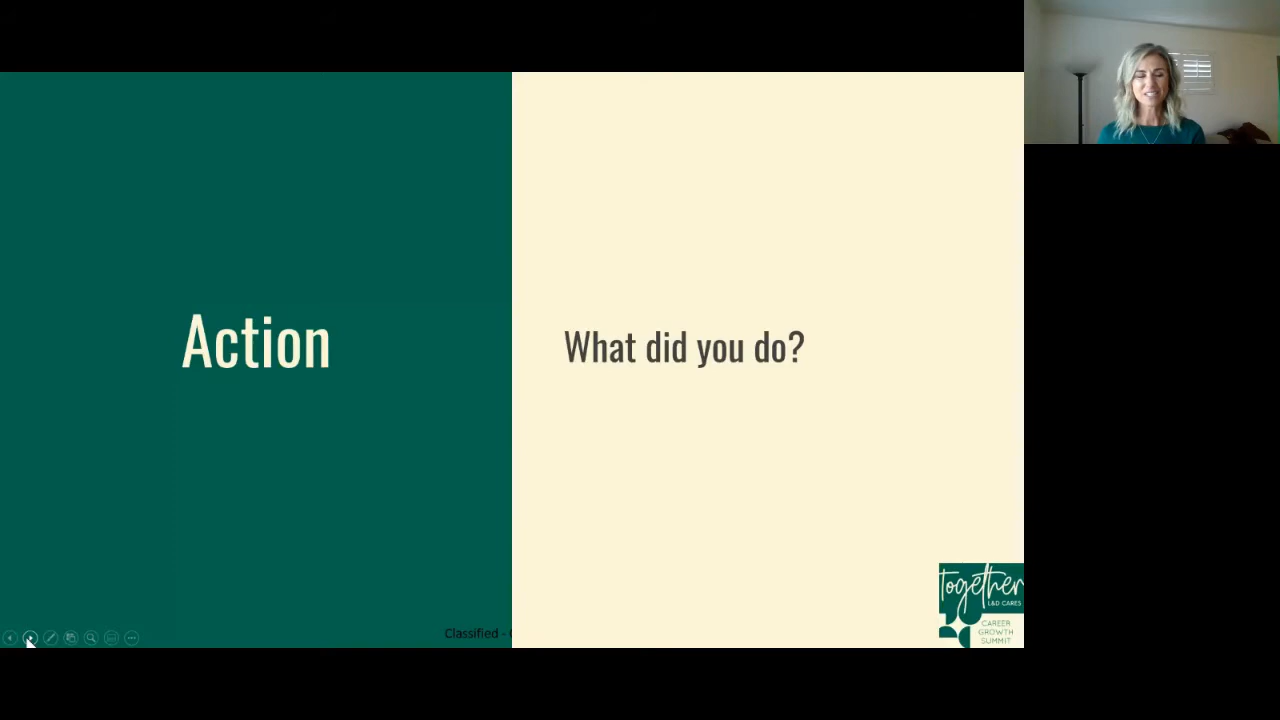 Action
What did you do?
Classified -
together
L&D CARES
CAREER
GROWTH
SUMMIT